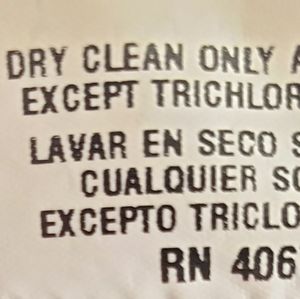 DRY CLEAN ONLY A
EXCEPT TRICHLOR
LAVAR EN SECO S
CUALQUIER SO
EXCEPTO TRICLO
RN 406